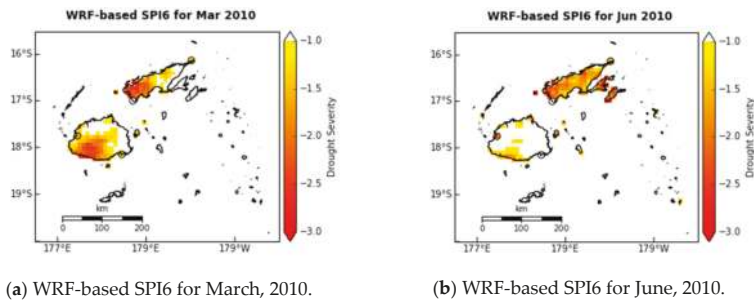 WRF-based SPI6 for Mar 2010
16°S
17°S
18°S
19°S
km
0 100 200
177°E 179°E 179°W
−1.0
−1.5
−2.0
−2.5
−3.0
Drought Severity
(a) WRF-based SPI6 for March, 2010.
WRF-based SPI6 for Jun 2010
16°S
17°S
18°S
19°S
km
0 100 200
177°E 179°E 179°W
−1.0
−1.5
−2.0
−2.5
−3.0
Drought Severity
(b) WRF-based SPI6 for June, 2010.